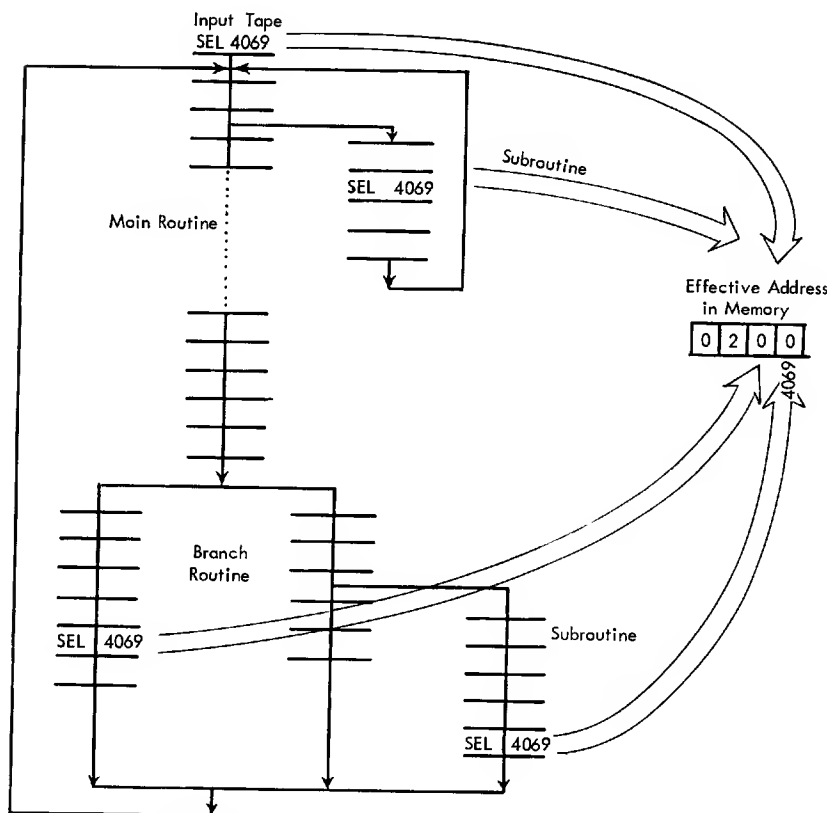 Input Tape
SEL 4069
Subroutine
SEL 4069
Main Routine
Effective Address
in Memory
0 2 0 0
4069
Branch
Routine
SEL 4069
Subroutine
SEL 4069